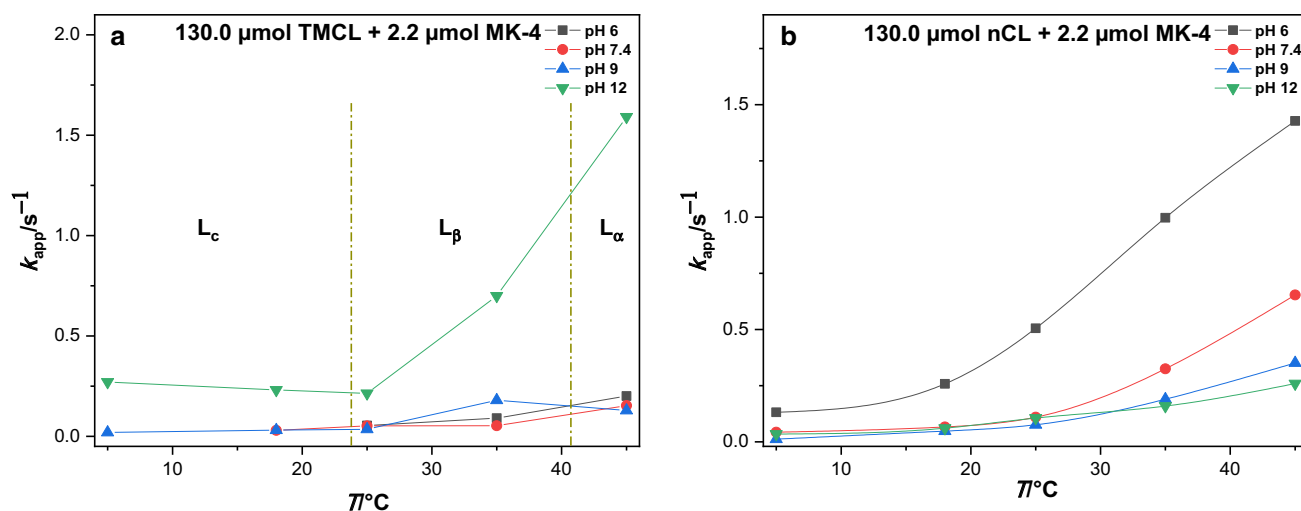 a
130.0 µmol TMCL + 2.2 µmol MK-4
pH 6
pH 7.4
pH 9
pH 12
2.0
1.5
1.0
0.5
0.0
kapp/s−1
Lc
Lβ
Lα
10
20
30
40
T/°C
b
130.0 µmol nCL + 2.2 µmol MK-4
pH 6
pH 7.4
pH 9
pH 12
1.5
1.0
0.5
0.0
kapp/s−1
10
20
30
40
T/°C